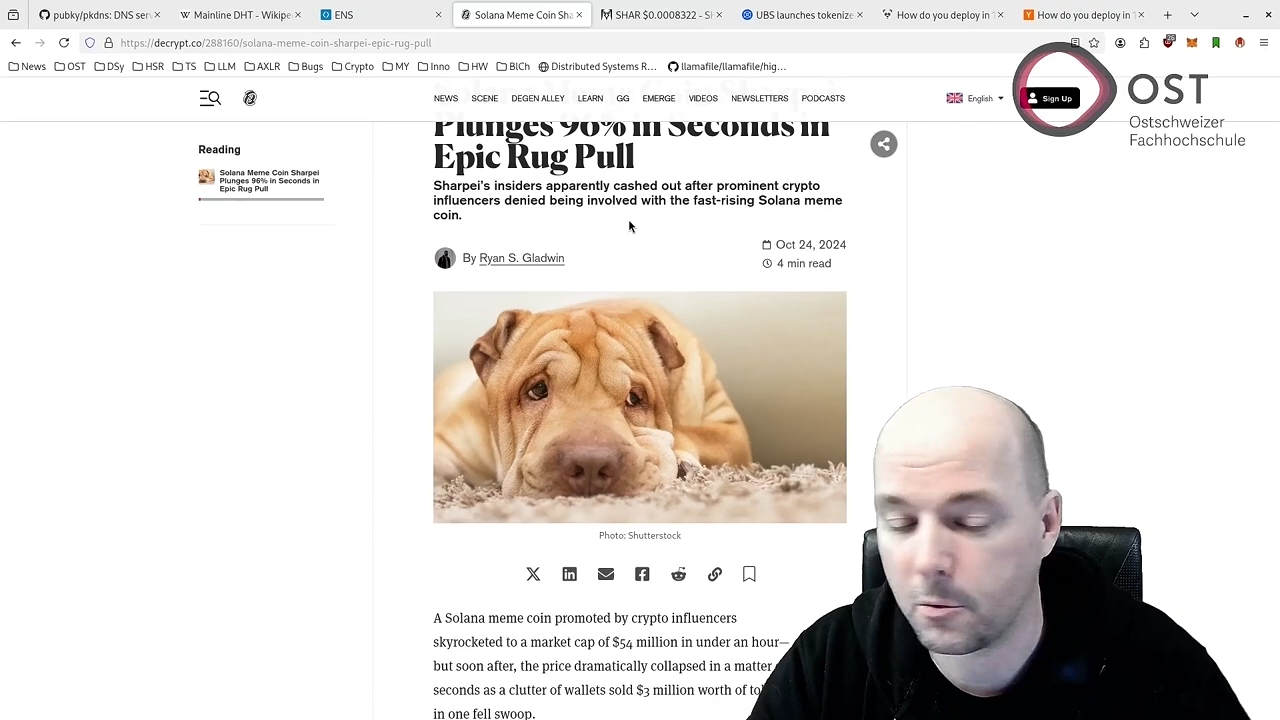 pubky/pkdns: DNS serv
Mainline DHT - Wikipe
ENS
Solana Meme Coin Sha
SHAR $0.0008322 - S
UBS launches tokenize
How do you deploy in T
How do you deploy in T
https://decrypt.co/288160/solana-meme-coin-sharpei-epic-rug-pull
News OST DSy HSR TS LLM AXLR Bugs Crypto MY Inno HW BlCh Distributed Systems R... llamafile/llamafile/hig...
NEWS SCENE DEGEN ALLEY LEARN GG EMERGE VIDEOS NEWSLETTERS PODCASTS
English
Sign Up
OST
Ostschweizer
Fachhochschule
Reading
Solana Meme Coin Sharpei
Plunges 96% in Seconds in
Epic Rug Pull
Plunges 96% in Seconds in
Epic Rug Pull
Sharpei's insiders apparently cashed out after prominent crypto
influencers denied being involved with the fast-rising Solana meme
coin.
By Ryan S. Gladwin
Oct 24, 2024
4 min read
Photo: Shutterstock
A Solana meme coin promoted by crypto influencers
skyrocketed to a market cap of $54 million in under an hour—
but soon after, the price dramatically collapsed in a matter
seconds as a clutter of wallets sold $3 million worth of to
in one fell swoop.